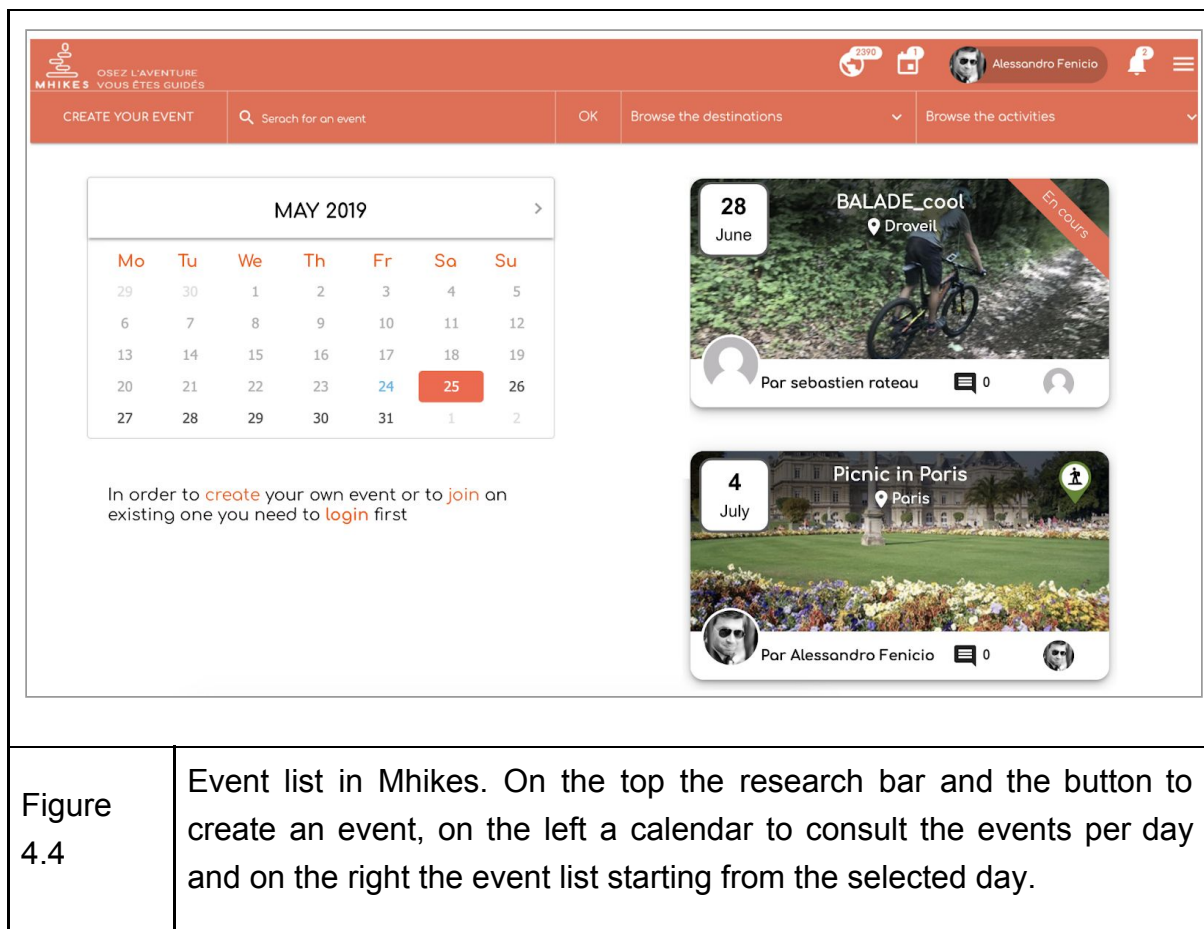 MHIKES
OSEZ L'AVENTURE
VOUS ÊTES GUIDÉS
2390
1
Alessandro Fenicio
2
CREATE YOUR EVENT
Serach for an event
OK
Browse the destinations
Browse the activities
MAY 2019 >
Mo Tu We Th Fr Sa Su
29 30 1 2 3 4 5
6 7 8 9 10 11 12
13 14 15 16 17 18 19
20 21 22 23 24 25 26
27 28 29 30 31 1 2
In order to create your own event or to join an
existing one you need to login first
28
June
BALADE_cool
Draveil
En cours
Par sebastien rateau
0
4
July
Picnic in Paris
Paris
Par Alessandro Fenicio
0
Figure
4.4
Event list in Mhikes. On the top the research bar and the button to
create an event, on the left a calendar to consult the events per day
and on the right the event list starting from the selected day.